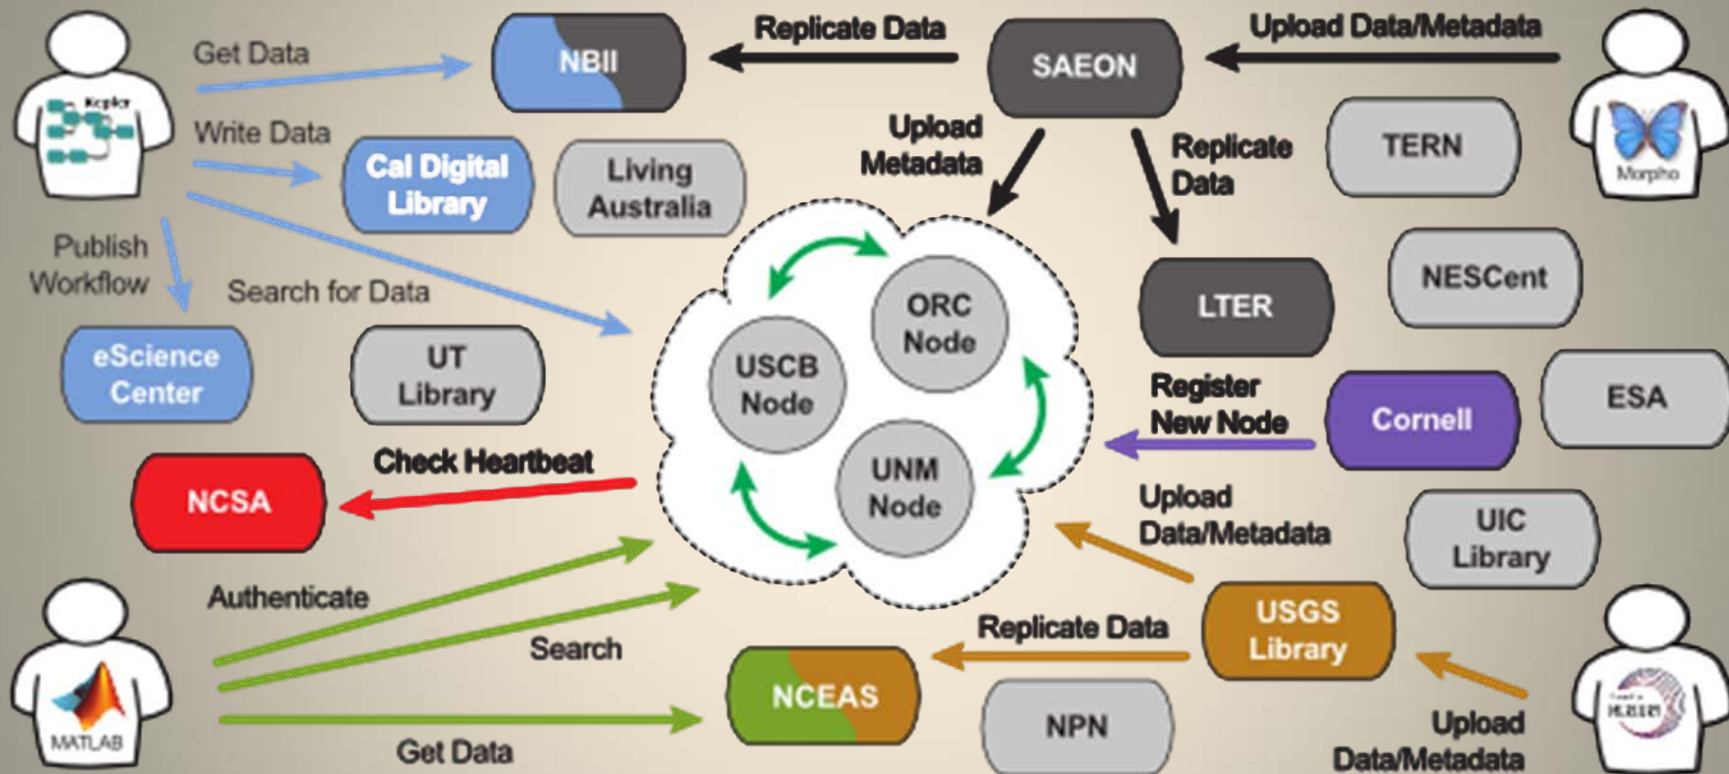 Get Data
NBII
Replicate Data
SAEON
Upload Data/Metadata
Kepler
Write Data
Cal Digital
Library
Living
Australia
Upload
Metadata
Replicate
Data
TERN
Morpho
Publish
Workflow
Search for Data
ORC
Node
LTER
NESCent
eScience
Center
UT
Library
USCB
Node
Register
New Node
Cornell
ESA
Check Heartbeat
NCSA
UNM
Node
Upload
Data/Metadata
UIC
Library
Authenticate
Search
Replicate Data
USGS
Library
MATLAB
Get Data
NCEAS
NPN
Upload
Data/Metadata